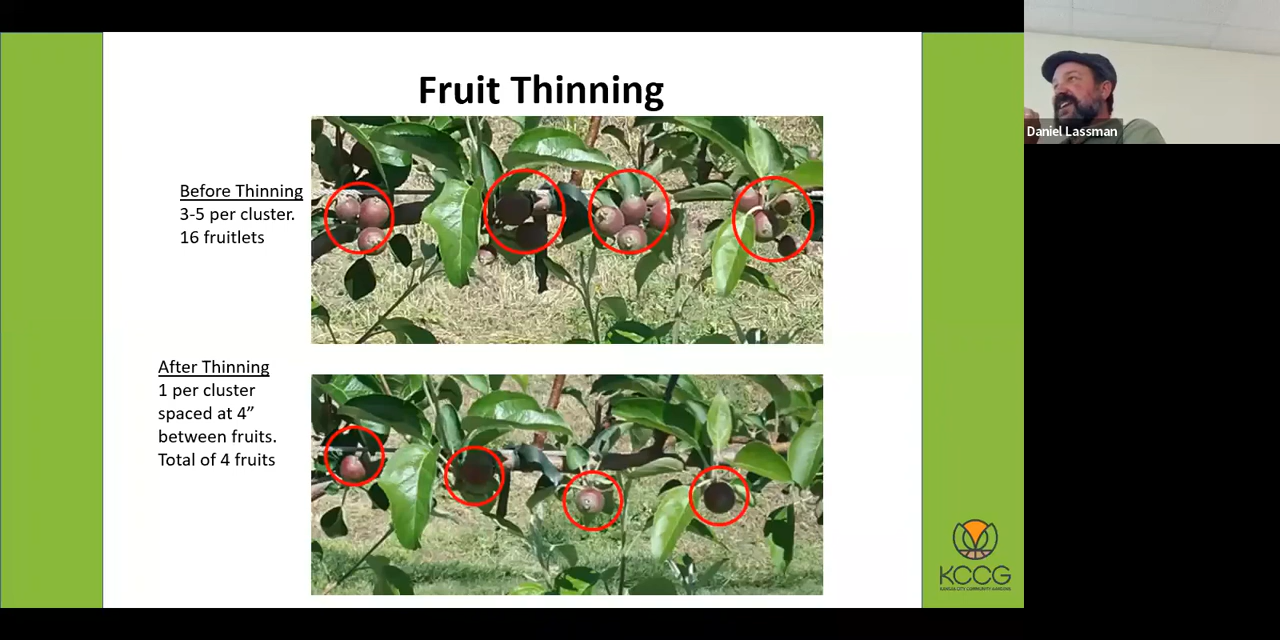 Fruit Thinning
Before Thinning
3-5 per cluster.
16 fruitlets
After Thinning
1 per cluster
spaced at 4”
between fruits.
Total of 4 fruits
Daniel Lassman
KCCG
KANSAS CITY COMMUNITY GARDENS